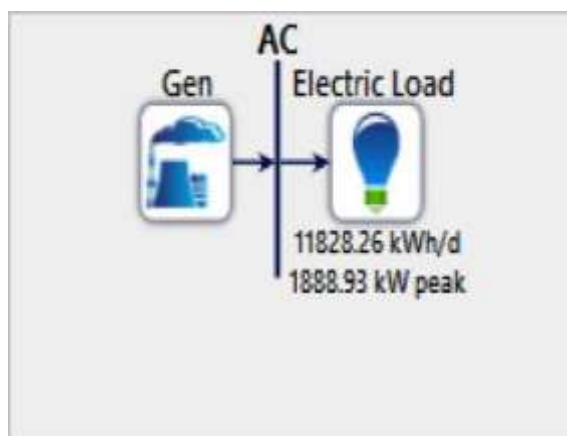 AC
Gen
Electric Load
11828.26 kWh/d
1888.93 kW peak